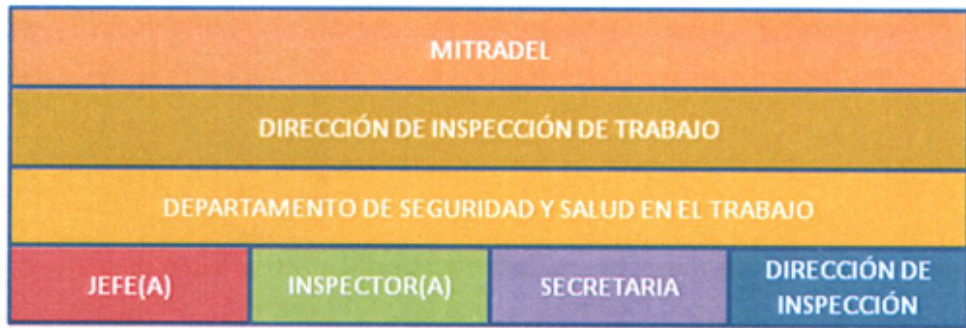 MITRADEL
DIRECCIÓN DE INSPECCIÓN DE TRABAJO
DEPARTAMENTO DE SEGURIDAD Y SALUD EN EL TRABAJO
JEFE(A)
INSPECTOR(A)
SECRETARIA
DIRECCIÓN DE
INSPECCIÓN